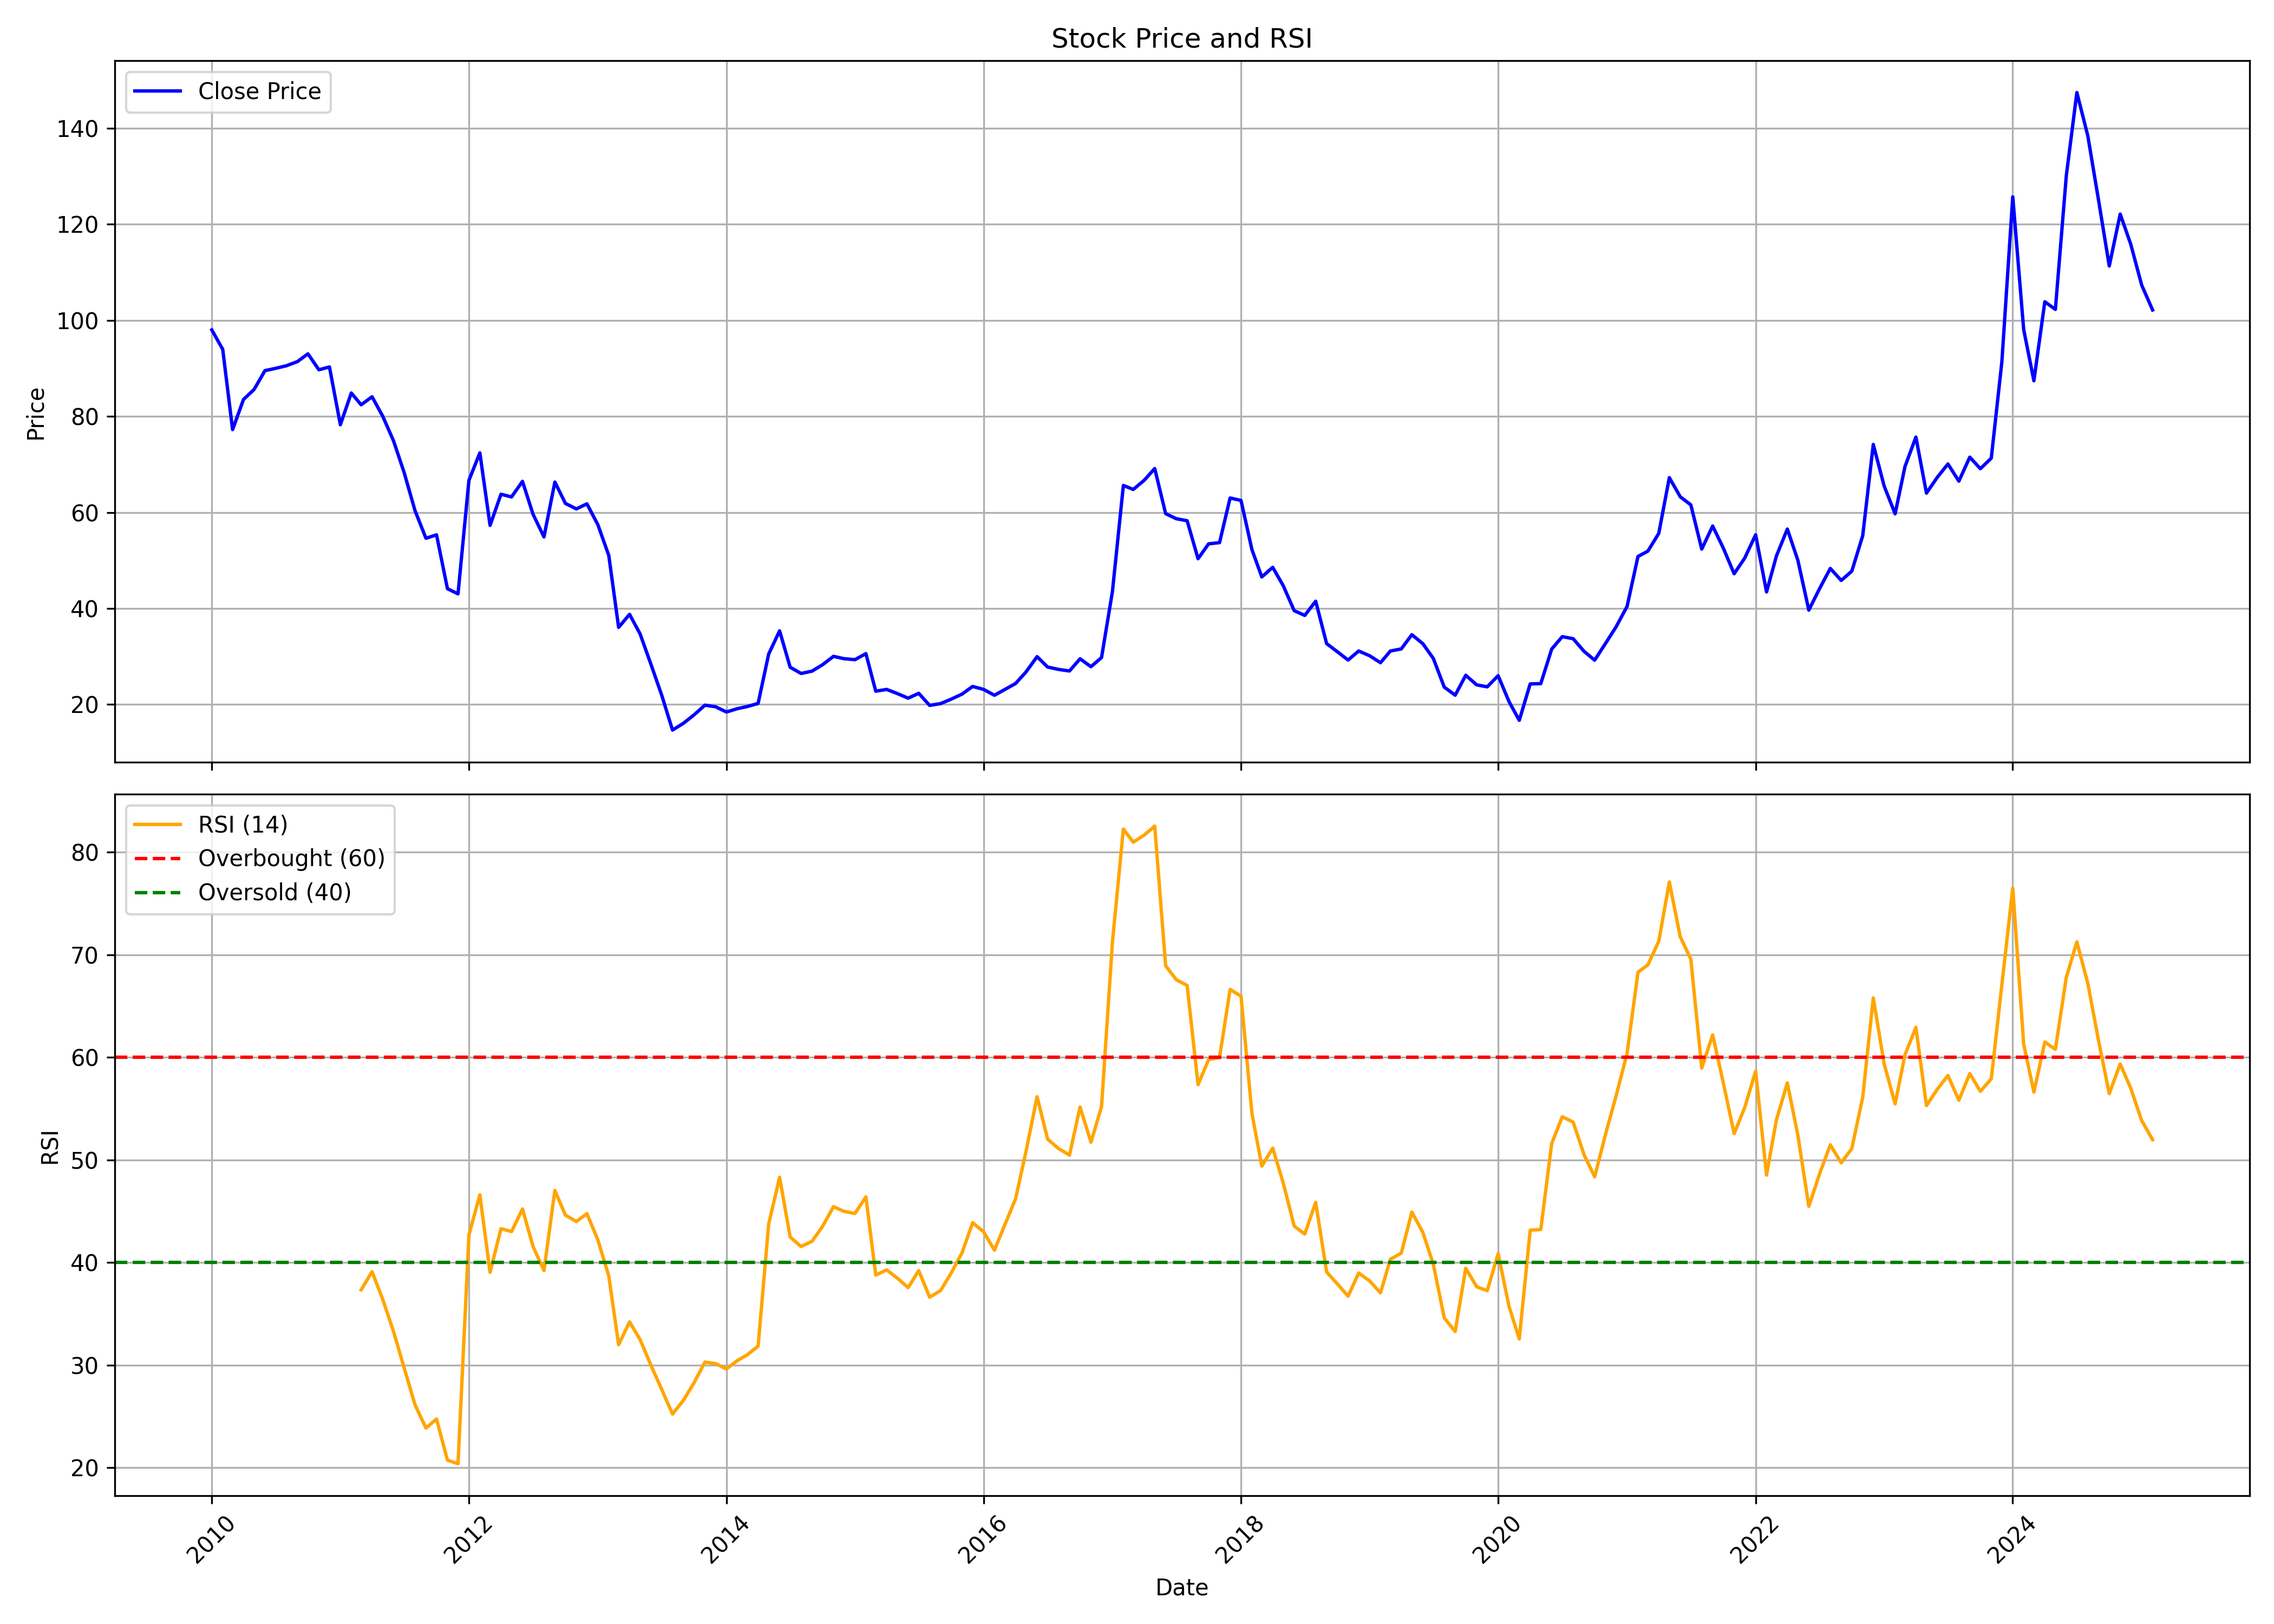 Stock Price and RSI
Close Price
140
120
100
80
60
40
20
Price
RSI (14)
Overbought (60)
Oversold (40)
80
70
60
50
40
30
20
RSI
2010
2012
2014
2016
2018
2020
2022
2024
Date